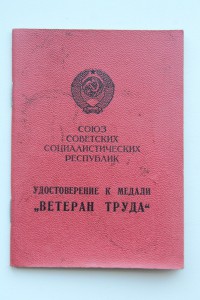 СОЮЗ
СОВЕТСКИХ
СОЦИАЛИСТИЧЕСКИХ
РЕСПУБЛИК
УДОСТОВЕРЕНИЕ К МЕДАЛИ
„ВЕТЕРАН ТРУДА“